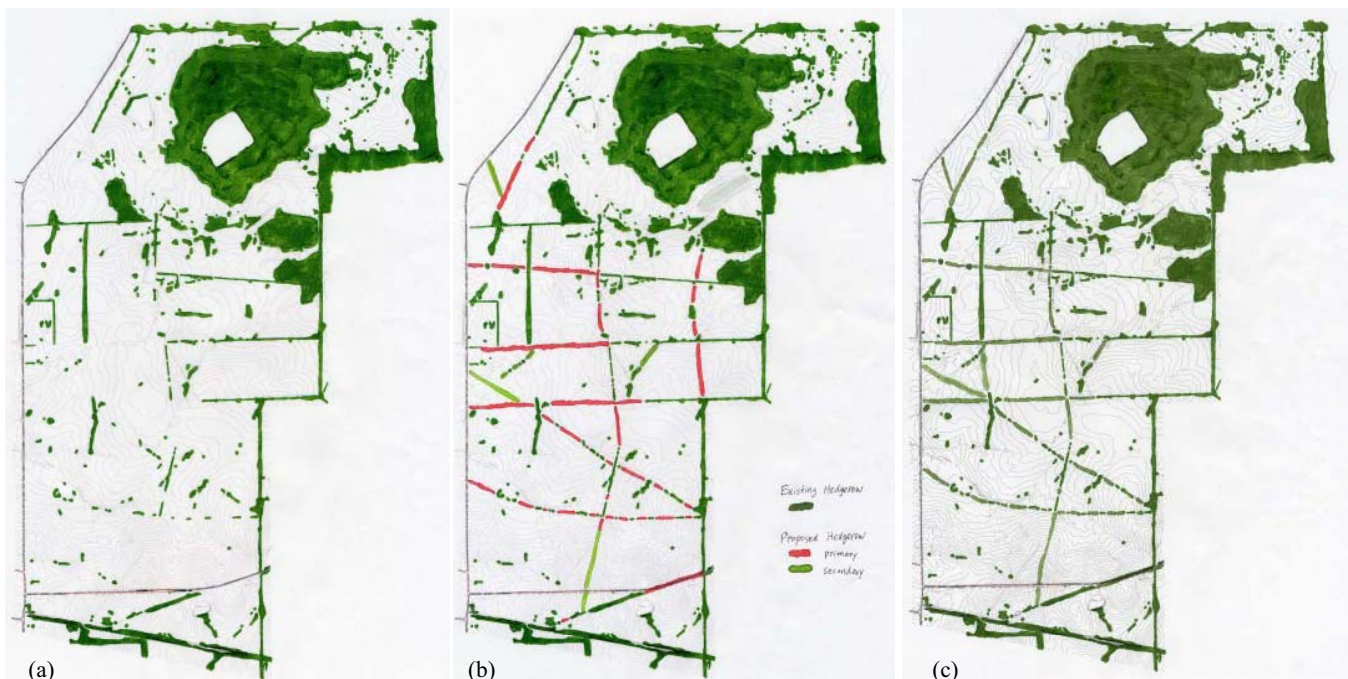 Existing Hedgerow
Proposed Hedgerow
primary
secondary
(a)
(b)
(c)